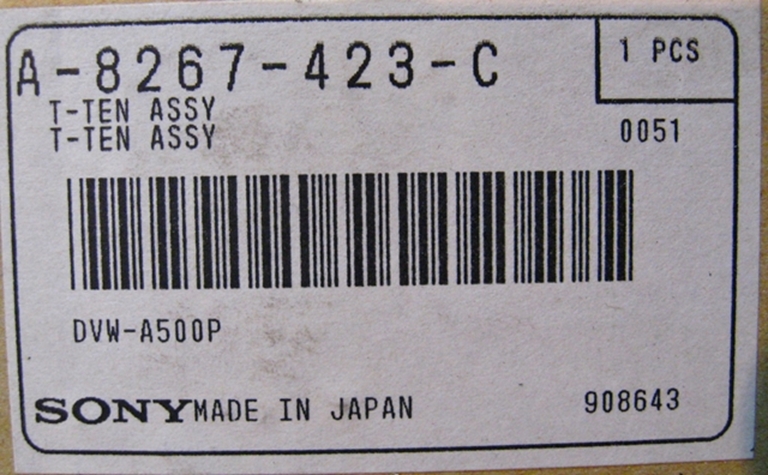 A-8267-423-C
1 PCS
T-TEN ASSY
T-TEN ASSY
0051
DVW-A500P
SONY MADE IN JAPAN
908643